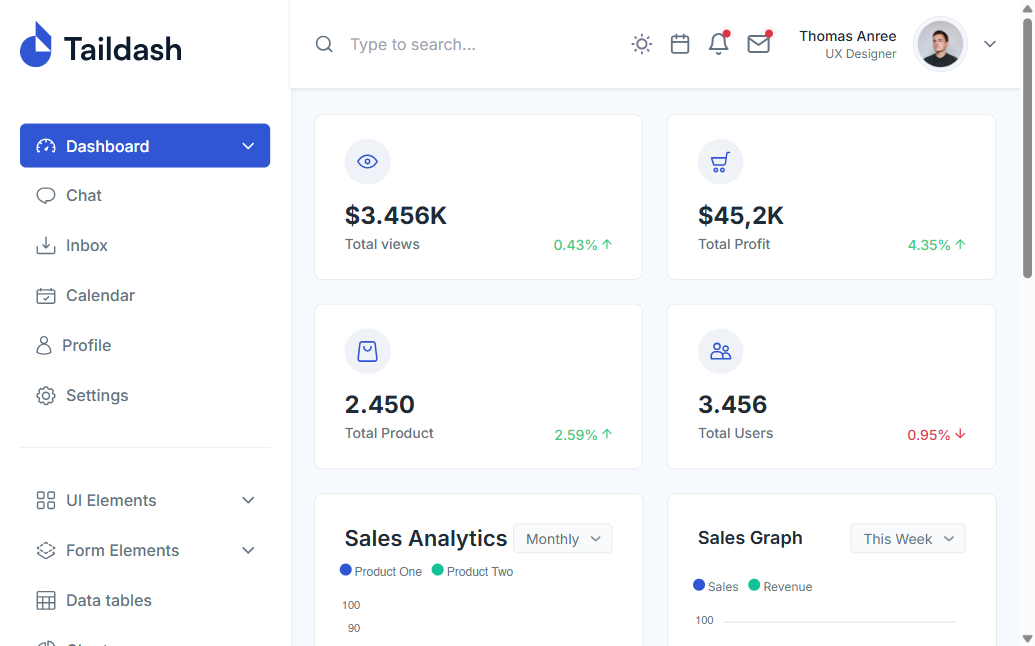 Taildash
Type to search...
Thomas Anree
UX Designer
Dashboard
Chat
Inbox
Calendar
Profile
Settings
UI Elements
Form Elements
Data tables
$3.456K
Total views
0.43%
$45,2K
Total Profit
4.35%
2.450
Total Product
2.59%
3.456
Total Users
0.95%
Sales Analytics
Monthly
Product One Product Two
100
90
Sales Graph
This Week
Sales Revenue
100